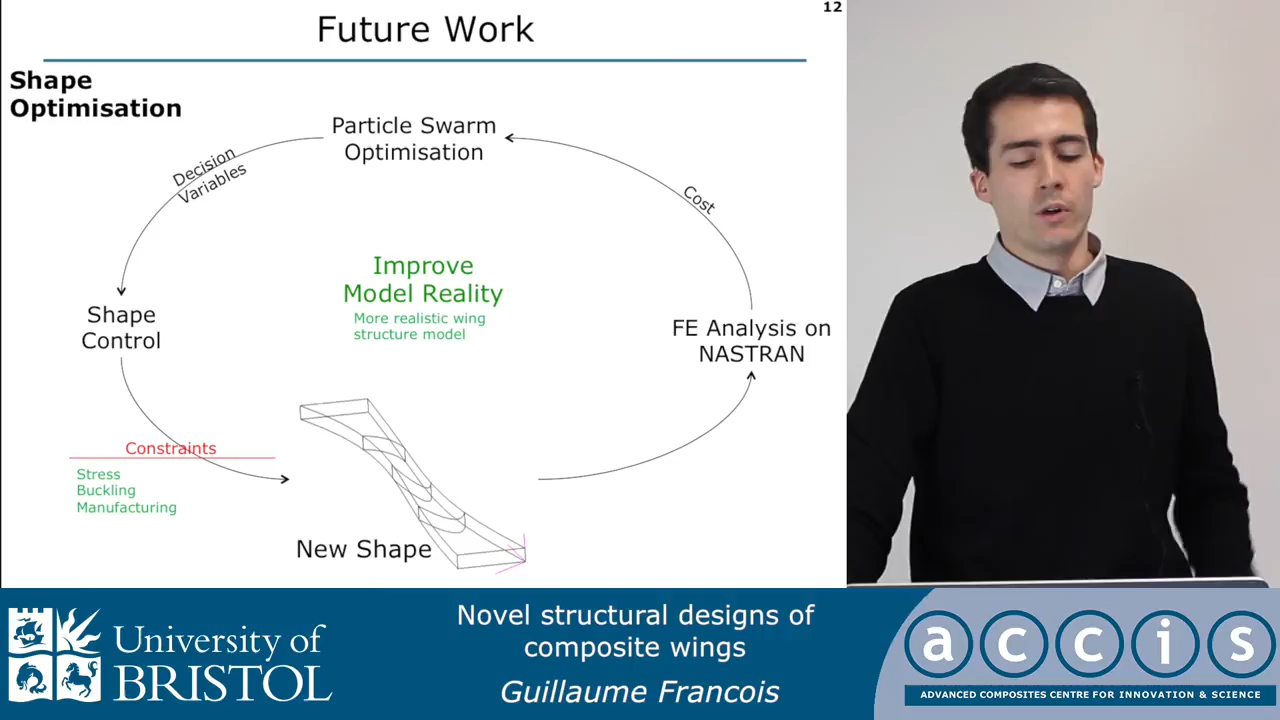 12
Future Work
Shape
Optimisation
Particle Swarm
Optimisation
Decision
Variables
Cost
Improve
Model Reality
More realistic wing
structure model
Shape
Control
FE Analysis on
NASTRAN
Constraints
Stress
Buckling
Manufacturing
New Shape
University of
BRISTOL
Novel structural designs of
composite wings
Guillaume Francois
accis
ADVANCED COMPOSITES CENTRE FOR INNOVATION & SCIENCE